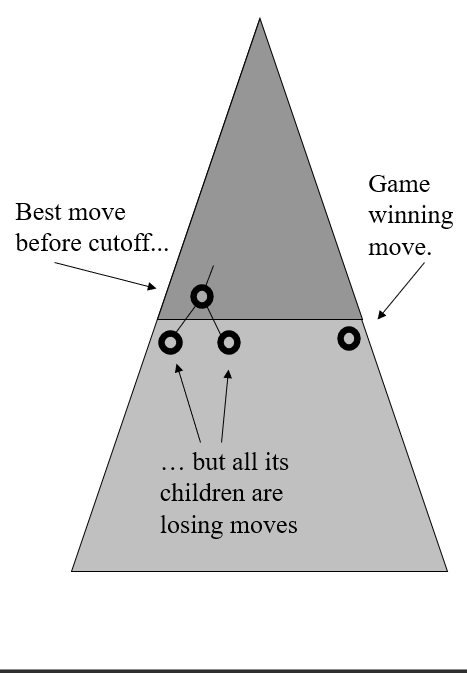 Best move
before cutoff...
Game
winning
move.
… but all its
children are
losing moves